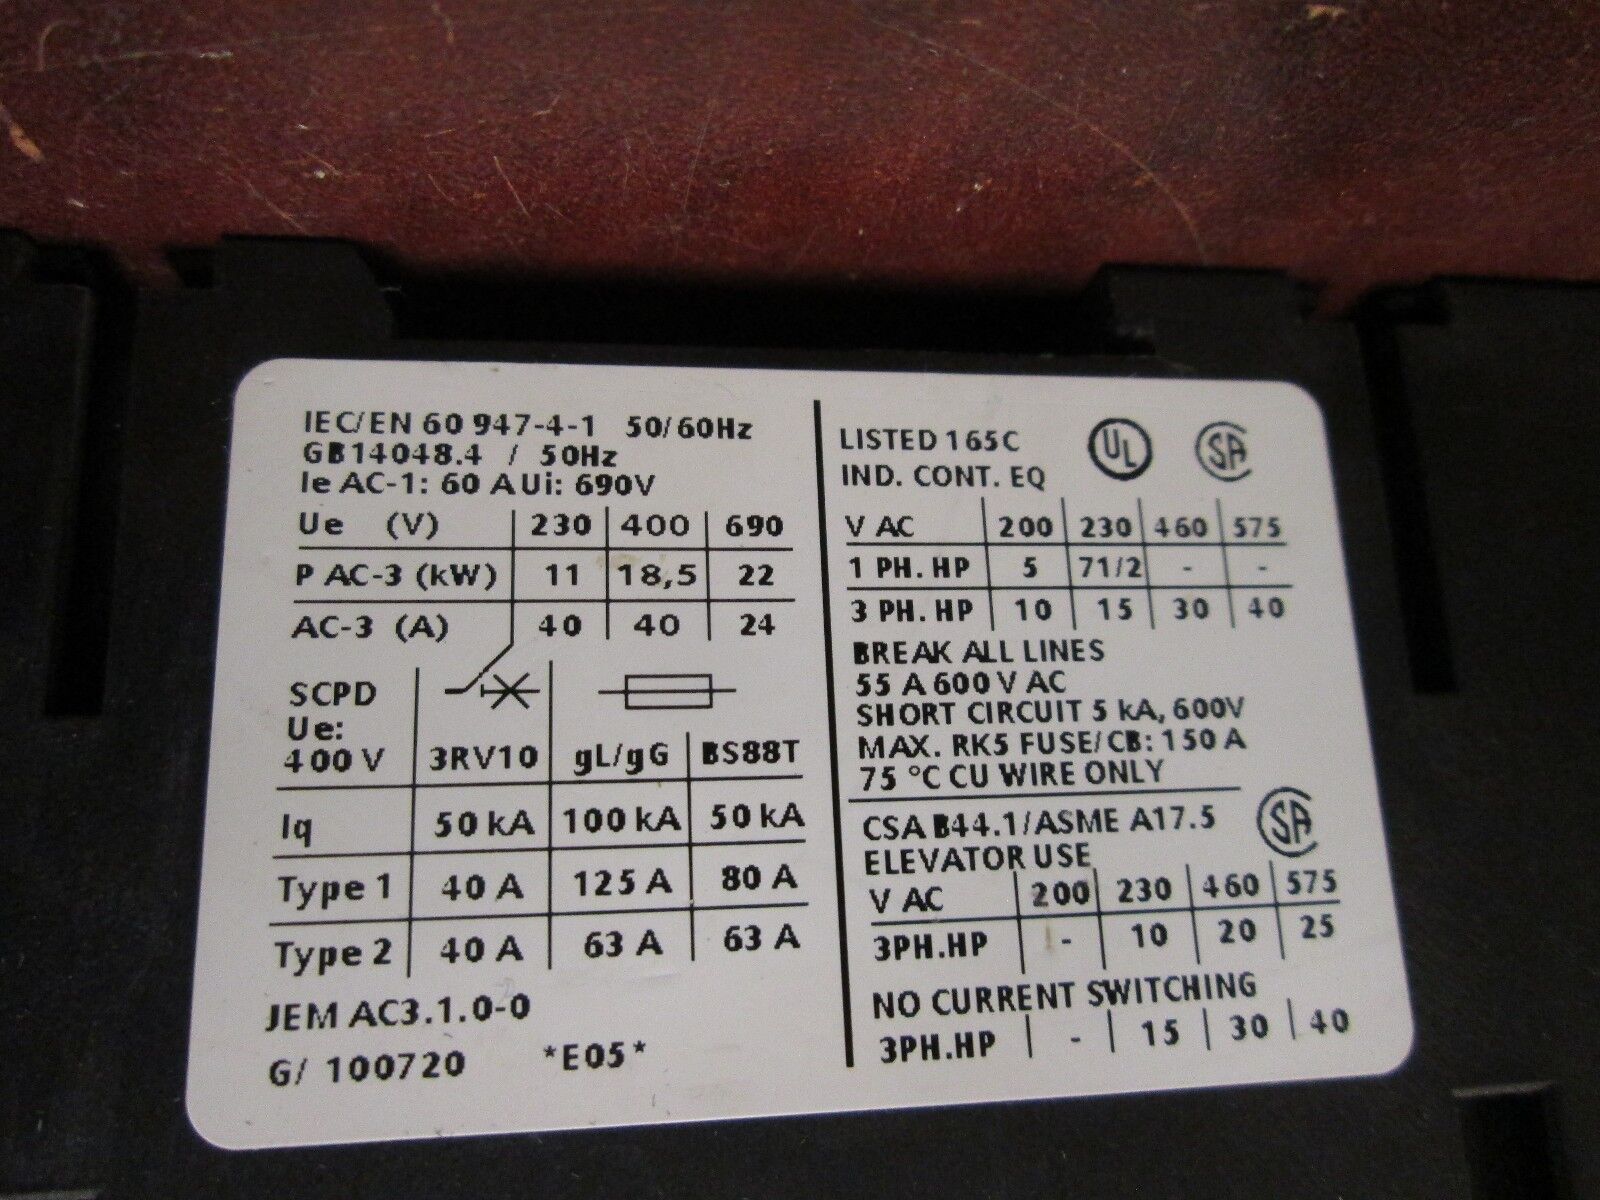 IEC/EN 60 947-4-1 50/60Hz
GB14048.4 / 50Hz
Ie AC-1: 60 A Ui: 690V
Ue (V) 230 400 690
P AC-3 (kW) 11 18,5 22
AC-3 (A) 40 40 24
SCPD
Ue:
400 V 3RV10 gL/gG BS88T
Iq 50 kA 100 kA 50 kA
Type 1 40 A 125 A 80 A
Type 2 40 A 63 A 63 A
JEM AC3.1.0-0
G/ 100720 *E05*
LISTED 165C UL SA
IND. CONT. EQ
V AC 200 230 460 575
1 PH. HP 5 71/2 - -
3 PH. HP 10 15 30 40
BREAK ALL LINES
55 A 600 V AC
SHORT CIRCUIT 5 kA, 600V
MAX. RK5 FUSE/CB: 150 A
75 °C CU WIRE ONLY
CSA B44.1/ASME A17.5 SA
ELEVATOR USE
V AC 200 230 460 575
3PH.HP - 10 20 25
NO CURRENT SWITCHING
3PH.HP - 15 30 40